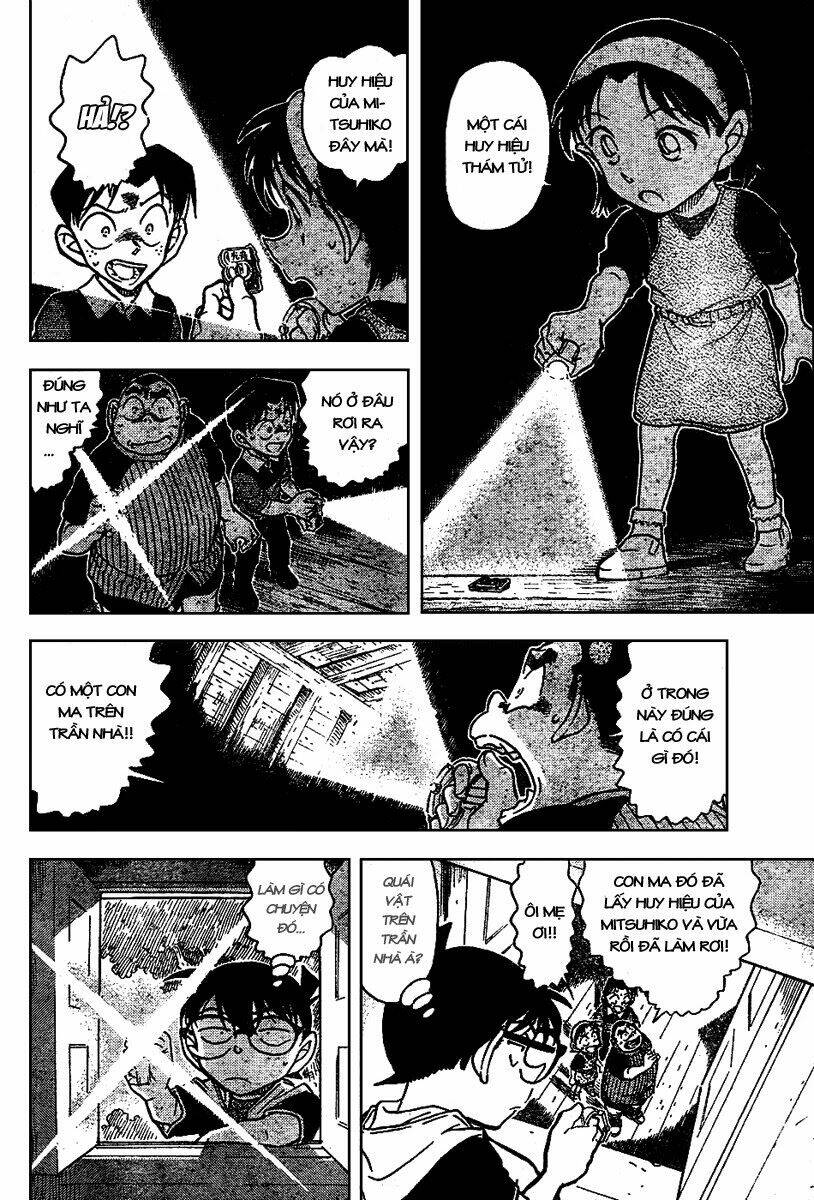 MỘT CÁI
HUY HIỆU
THÁM TỬ!
HUY HIỆU
CỦA MI-
TSUHIKO
ĐÂY MÀ!
HẢ!?
NÓ Ở ĐÂU
RƠI RA
VẬY?
ĐÚNG
NHƯ TA
NGHĨ
...
Ở TRONG
NÀY ĐÚNG
LÀ CÓ CÁI
GÌ ĐÓ!
CÓ MỘT CON
MA TRÊN
TRẦN NHÀ!!
CON MA ĐÓ ĐÃ
LẤY HUY HIỆU CỦA
MITSUHIKO VÀ VỪA
RỒI ĐÃ LÀM RƠI!
ÔI MẸ
ƠI!!
QUÁI
VẬT
TRÊN
TRẦN
NHÀ À?
LÀM GÌ CÓ
CHUYỆN
ĐÓ...